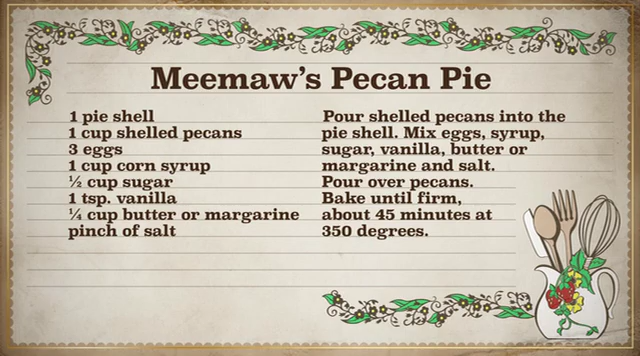 Meemaw's Pecan Pie
1 pie shell
1 cup shelled pecans
3 eggs
1 cup corn syrup
½ cup sugar
1 tsp. vanilla
¼ cup butter or margarine
pinch of salt
Pour shelled pecans into the
pie shell. Mix eggs, syrup,
sugar, vanilla, butter or
margarine and salt.
Pour over pecans.
Bake until firm,
about 45 minutes at
350 degrees.